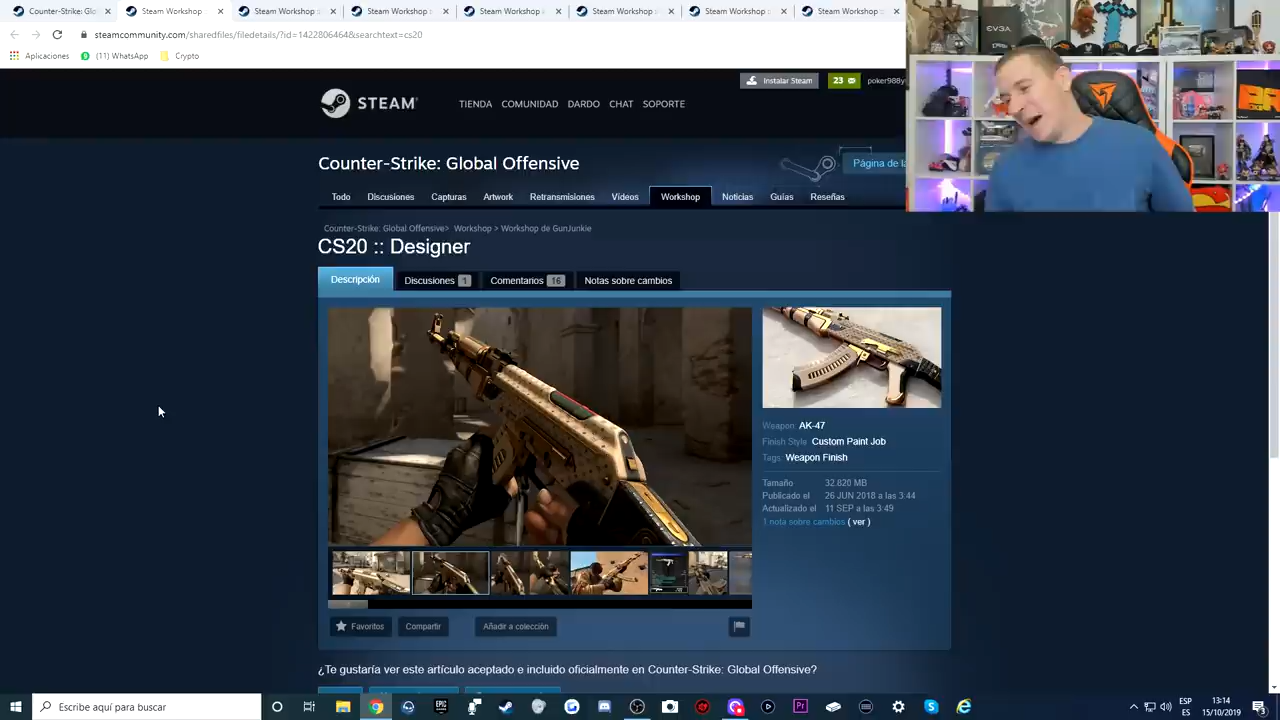 Counter-Strike: Gl
Steam Workshop
Steam Workshop
Steam Workshop
Steam Workshop
Steam Workshop
Steam Workshop
Steam Workshop
steamcommunity.com/sharedfiles/filedetails/?id=1422806464&searchtext=cs20
Aplicaciones
(11) WhatsApp
Crypto
EVGA
STEAM
Instalar Steam
23
poker988y
TIENDA COMUNIDAD DARDO CHAT SOPORTE
Counter-Strike: Global Offensive
Página de la
Todo Discusiones Capturas Artwork Retransmisiones Vídeos Workshop Noticias Guías Reseñas
Counter-Strike: Global Offensive> Workshop > Workshop de GunJunkie
CS20 :: Designer
Descripción Discusiones 1 Comentarios 16 Notas sobre cambios
Weapon: AK-47
Finish Style: Custom Paint Job
Tags: Weapon Finish
Tamaño 32.820 MB
Publicado el 26 JUN 2018 a las 3:44
Actualizado el 11 SEP a las 3:49
1 nota sobre cambios ( ver )
Favoritos Compartir Añadir a colección
¿Te gustaría ver este artículo aceptado e incluido oficialmente en Counter-Strike: Global Offensive?
Escribe aquí para buscar
EPIC
Pr
ESP
ES
13:14
15/10/2019